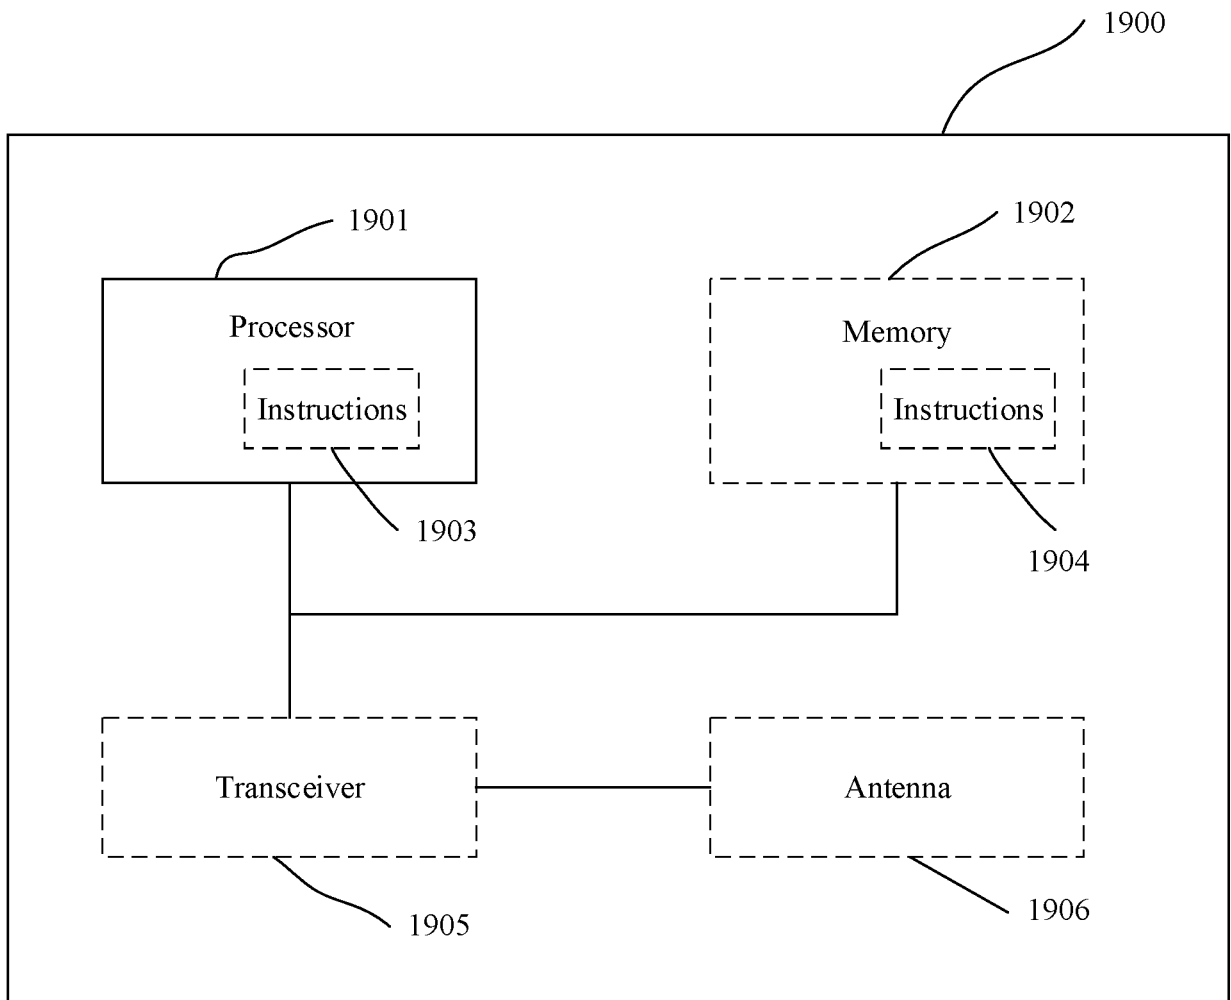 1900
1901
1902
Processor
Memory
Instructions
Instructions
1903
1904
Transceiver
Antenna
1905
1906